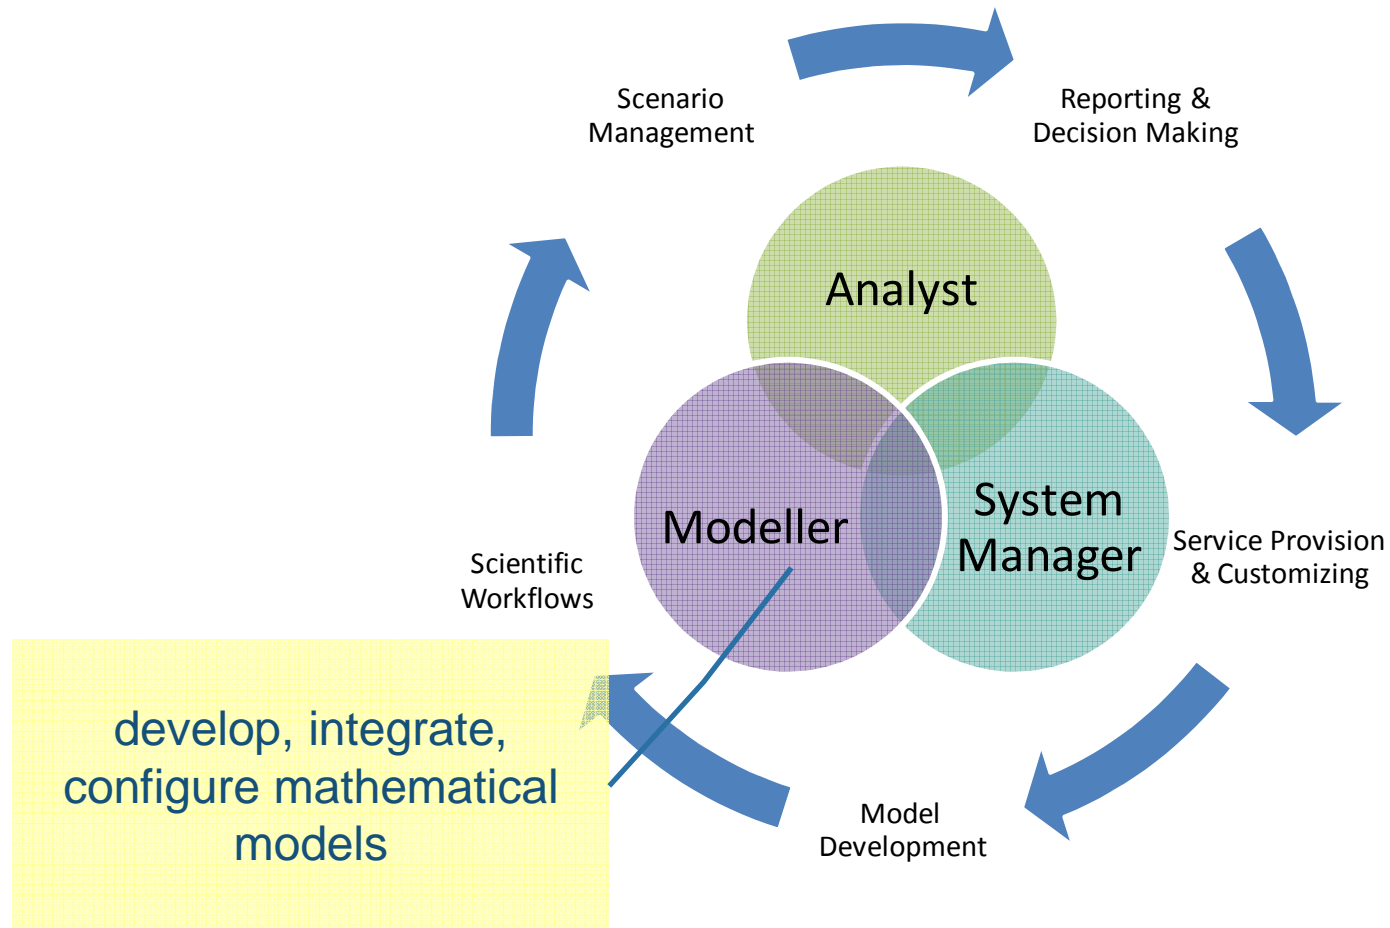 Scenario
Management
Reporting &
Decision Making
Analyst
Modeller
System
Manager
Service Provision
& Customizing
Scientific
Workflows
develop, integrate,
configure mathematical
models
Model
Development